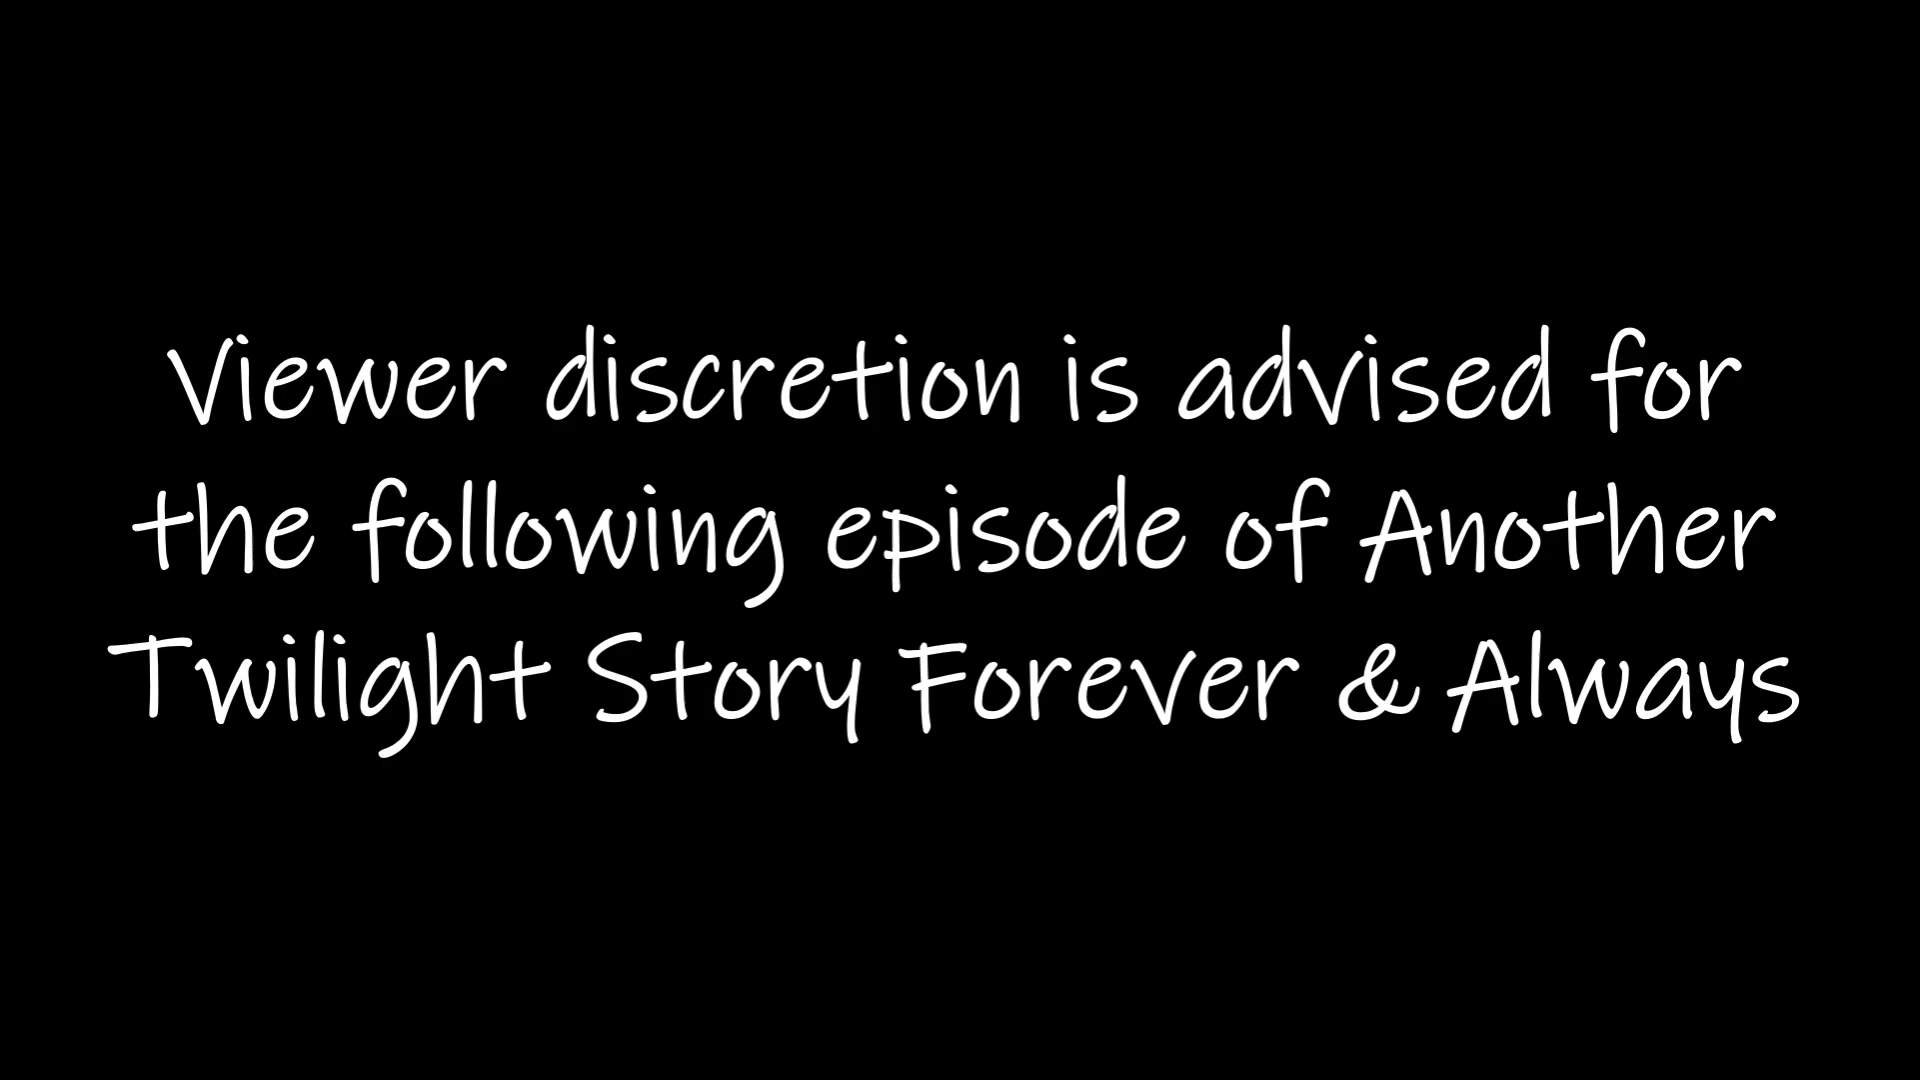 Viewer discretion is advised for
the following episode of Another
Twilight Story Forever & Always